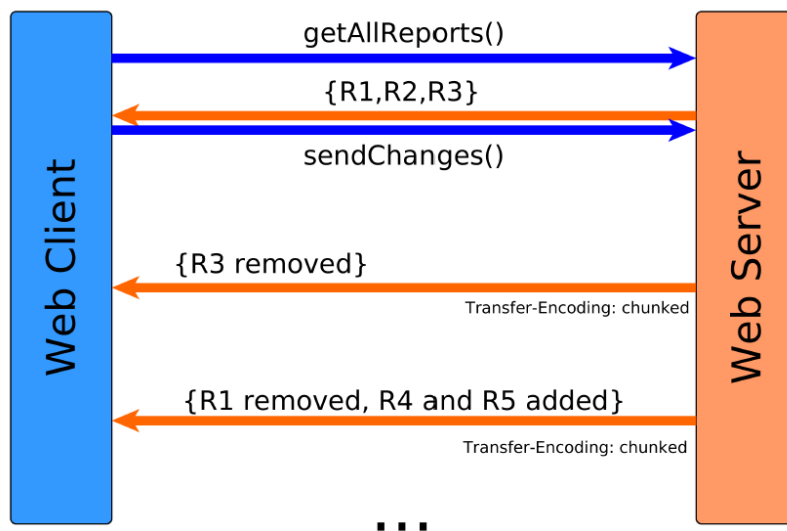 getAllReports()
{R1,R2,R3}
sendChanges()
Web Client
Web Server
{R3 removed}
Transfer-Encoding: chunked
{R1 removed, R4 and R5 added}
Transfer-Encoding: chunked
...